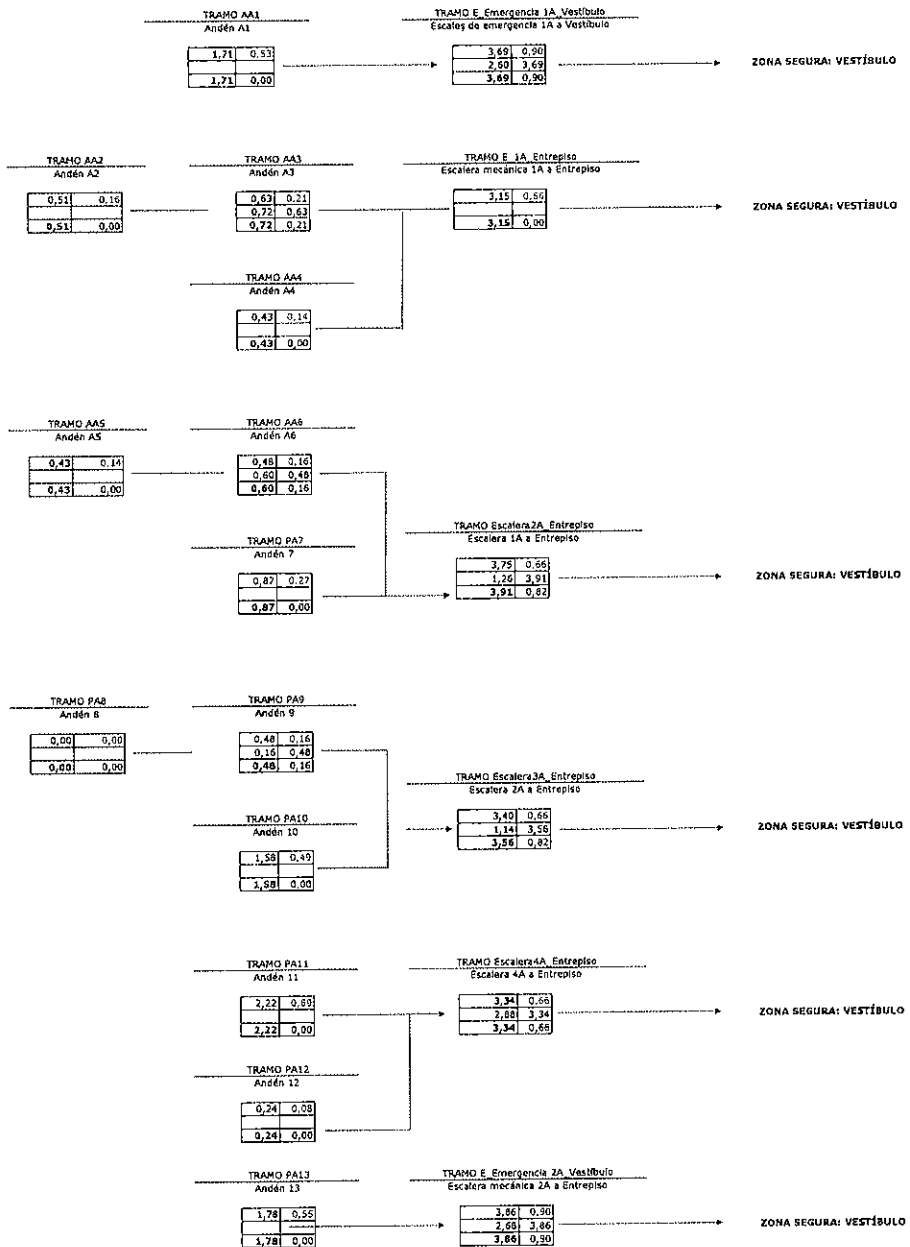 TRAMO AA1
Andén A1
1,71 0,53
1,71 0,00
TRAMO E_Emergencia 1A_Vestíbulo
Escales de emergencia 1A a Vestíbulo
3,69 0,90
2,60 3,69
3,69 0,90
ZONA SEGURA: VESTÍBULO
TRAMO AA2
Andén A2
0,51 0,16
0,51 0,00
TRAMO AA3
Andén A3
0,63 0,21
0,72 0,63
0,72 0,21
TRAMO E_1A_Entrepiso
Escalera mecánica 1A a Entrepiso
3,15 0,66
3,15 0,00
ZONA SEGURA: VESTÍBULO
TRAMO AA4
Andén A4
0,43 0,14
0,43 0,00
TRAMO AA5
Andén A5
0,43 0,14
0,43 0,00
TRAMO AA6
Andén A6
0,48 0,16
0,60 0,48
0,60 0,16
TRAMO PA7
Andén 7
0,87 0,27
0,87 0,00
TRAMO Escalera2A_Entrepiso
Escalera 1A a Entrepiso
3,75 0,66
1,26 3,91
3,91 0,82
ZONA SEGURA: VESTÍBULO
TRAMO PA8
Andén 8
0,00 0,00
0,00 0,00
TRAMO PA9
Andén 9
0,48 0,16
0,16 0,48
0,48 0,16
TRAMO PA10
Andén 10
1,58 0,49
1,58 0,00
TRAMO Escalera3A_Entrepiso
Escalera 2A a Entrepiso
3,40 0,66
1,14 3,56
3,56 0,82
ZONA SEGURA: VESTÍBULO
TRAMO PA11
Andén 11
2,22 0,69
2,22 0,00
TRAMO Escalera4A_Entrepiso
Escalera 4A a Entrepiso
3,34 0,66
2,88 3,34
3,34 0,66
ZONA SEGURA: VESTÍBULO
TRAMO PA12
Andén 12
0,24 0,08
0,24 0,00
TRAMO PA13
Andén 13
1,78 0,55
1,78 0,00
TRAMO E_Emergencia 2A_Vestíbulo
Escalera mecánica 2A a Entrepiso
3,86 0,90
2,68 3,86
3,86 0,90
ZONA SEGURA: VESTÍBULO